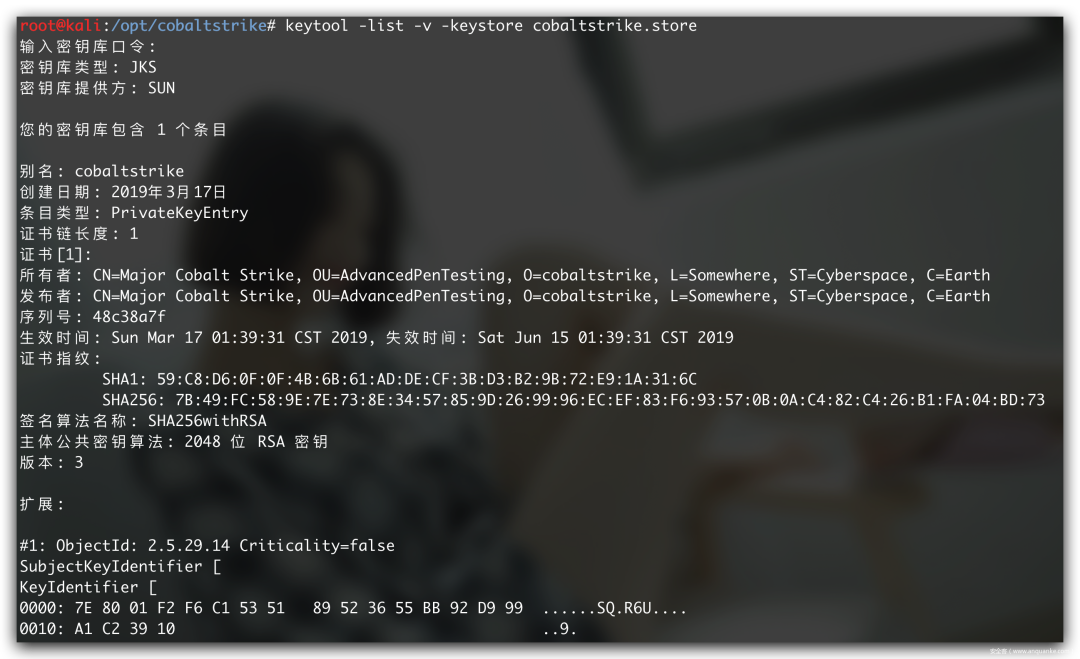 root@kali:/opt/cobaltstrike# keytool -list -v -keystore cobaltstrike.store
输入密钥库口令:
密钥库类型: JKS
密钥库提供方: SUN
您的密钥库包含 1 个条目
别名: cobaltstrike
创建日期: 2019年3月17日
条目类型: PrivateKeyEntry
证书链长度: 1
证书[1]:
所有者: CN=Major Cobalt Strike, OU=AdvancedPenTesting, O=cobaltstrike, L=Somewhere, ST=Cyberspace, C=Earth
发布者: CN=Major Cobalt Strike, OU=AdvancedPenTesting, O=cobaltstrike, L=Somewhere, ST=Cyberspace, C=Earth
序列号: 48c38a7f
生效时间: Sun Mar 17 01:39:31 CST 2019, 失效时间: Sat Jun 15 01:39:31 CST 2019
证书指纹:
SHA1: 59:C8:D6:0F:0F:4B:6B:61:AD:DE:CF:3B:D3:B2:9B:72:E9:1A:31:6C
SHA256: 7B:49:FC:58:9E:7E:73:8E:34:57:85:9D:26:99:96:EC:EF:83:F6:93:57:0B:0A:C4:82:C4:26:B1:FA:04:BD:73
签名算法名称: SHA256withRSA
主体公共密钥算法: 2048 位 RSA 密钥
版本: 3
扩展:
#1: ObjectId: 2.5.29.14 Criticality=false
SubjectKeyIdentifier [
KeyIdentifier [
0000: 7E 80 01 F2 F6 C1 53 51 89 52 36 55 BB 92 D9 99 ......SQ.R6U....
0010: A1 C2 39 10 ..9.